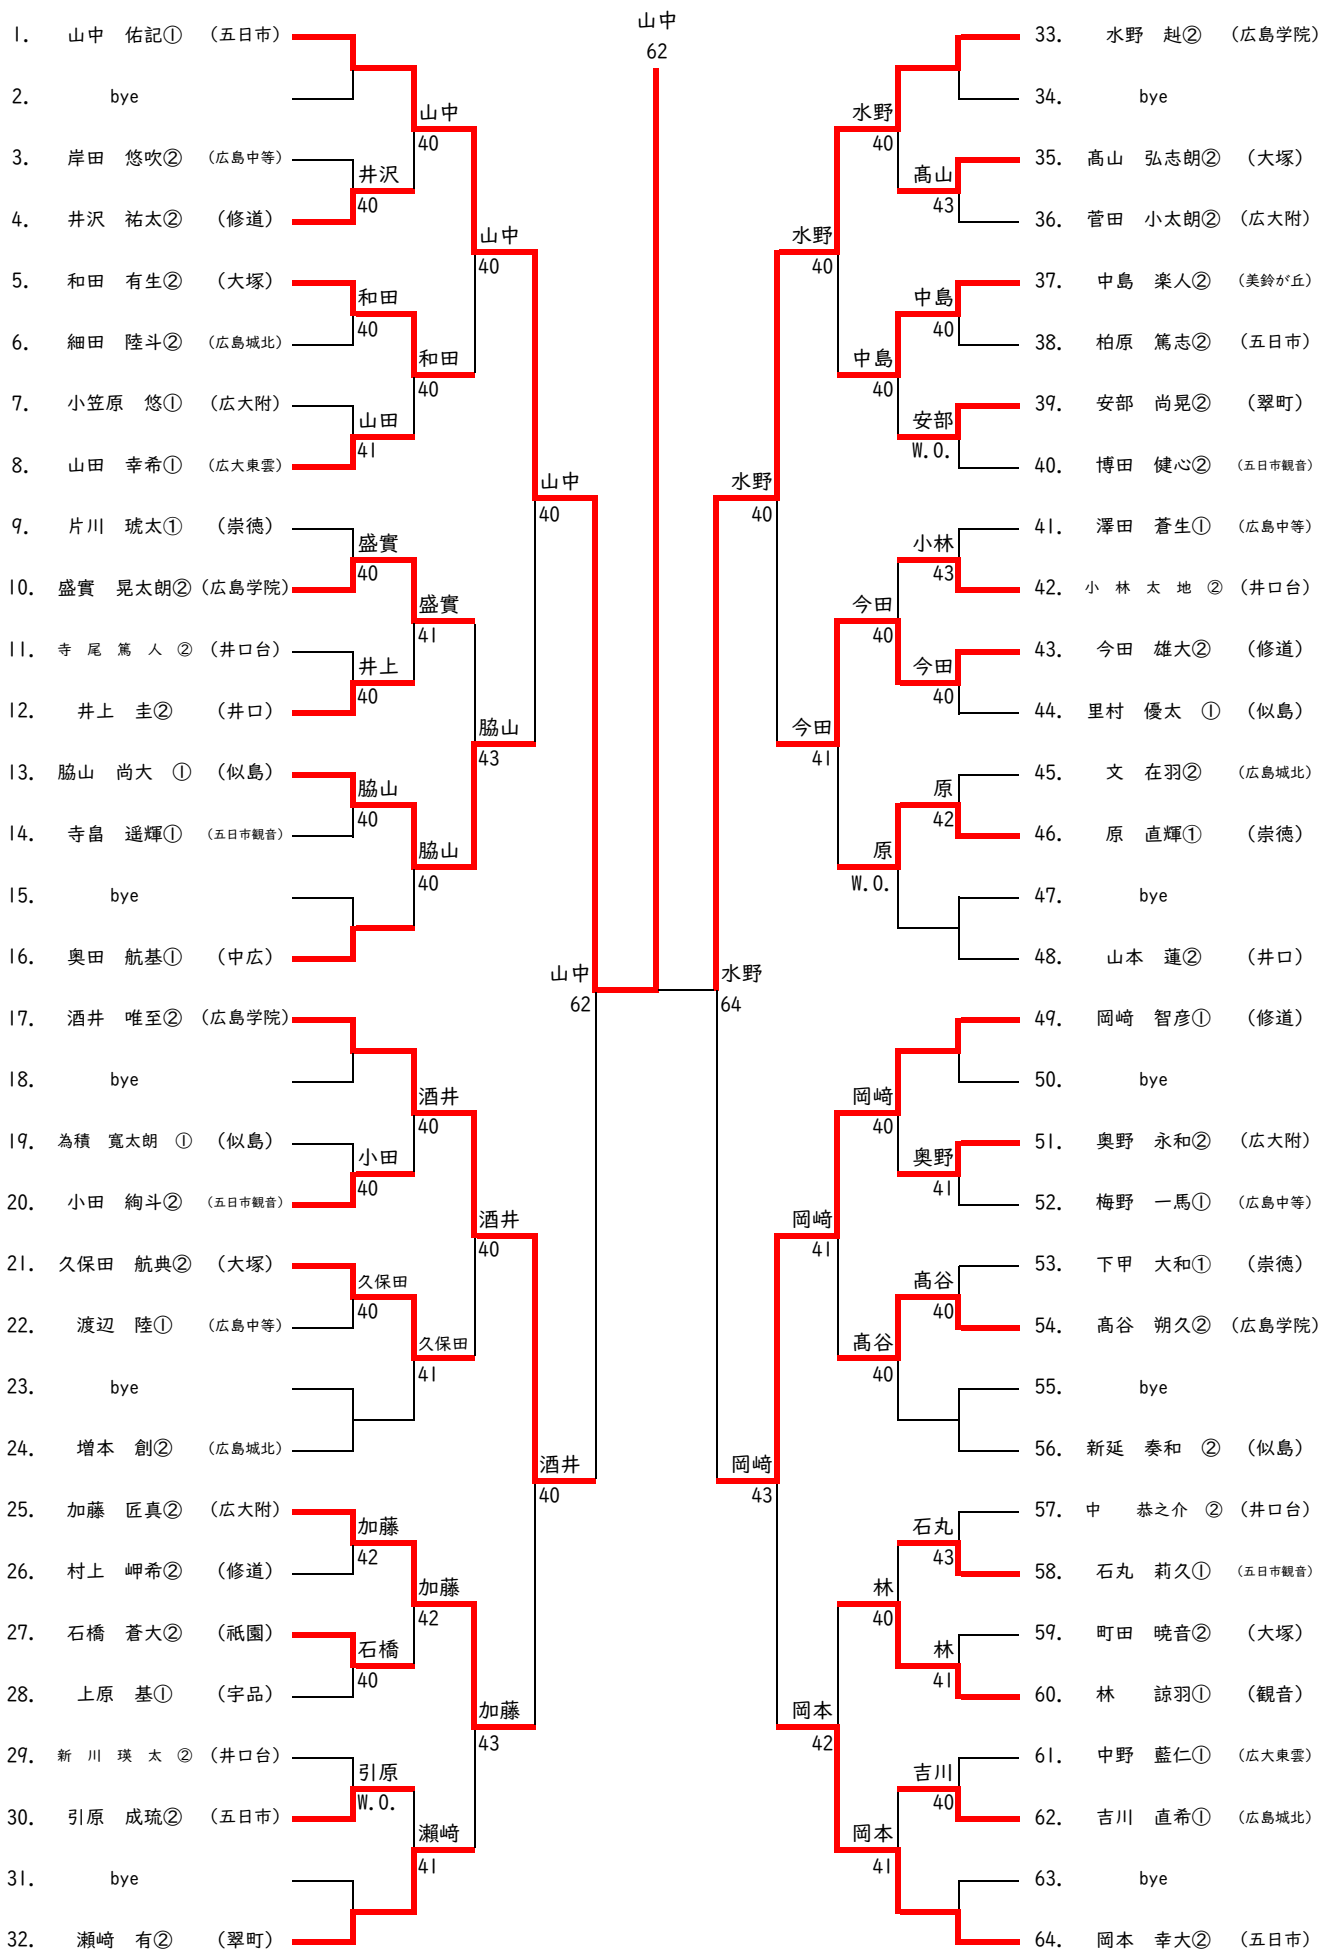 山中
62
1. 山中 佑記① (五日市)
2. bye
3. 岸田 悠吹② (広島中等)
4. 井沢 祐太② (修道)
5. 和田 有生② (大塚)
6. 細田 陸斗② (広島城北)
7. 小笠原 悠① (広大附)
8. 山田 幸希① (広大東雲)
9. 片川 琥太① (崇徳)
10. 盛實 晃太朗② (広島学院)
11. 寺尾 篤人 ② (井口台)
12. 井上 圭② (井口)
13. 脇山 尚大 ① (似島)
14. 寺畠 遥輝① (五日市観音)
15. bye
16. 奥田 航基① (中広)
17. 酒井 唯至② (広島学院)
18. bye
19. 為積 寛太朗 ① (似島)
20. 小田 絢斗② (五日市観音)
21. 久保田 航典② (大塚)
22. 渡辺 陸① (広島中等)
23. bye
24. 増本 創② (広島城北)
25. 加藤 匠真② (広大附)
26. 村上 岬希② (修道)
27. 石橋 蒼大② (祇園)
28. 上原 基① (宇品)
29. 新川 瑛太 ② (井口台)
30. 引原 成琉② (五日市)
31. bye
32. 瀬﨑 有② (翠町)
井沢
40
和田
40
山田
41
盛實
40
井上
40
脇山
40
小田
40
久保田
40
加藤
42
石橋
40
引原
W.O.
山中
40
和田
40
盛實
41
脇山
40
酒井
40
久保田
41
加藤
42
瀬﨑
41
山中
40
脇山
43
酒井
40
加藤
43
山中
40
酒井
40
山中
62
水野
64
水野
40
岡﨑
43
水野
40
今田
41
岡﨑
41
岡本
42
水野
40
中島
40
今田
40
原
W.O.
岡﨑
40
髙谷
40
林
40
岡本
41
髙山
43
中島
40
安部
W.O.
小林
43
今田
40
原
42
奥野
41
髙谷
40
石丸
43
林
41
吉川
40
33. 水野 赳② (広島学院)
34. bye
35. 髙山 弘志朗② (大塚)
36. 菅田 小太朗② (広大附)
37. 中島 楽人② (美鈴が丘)
38. 柏原 篤志② (五日市)
39. 安部 尚晃② (翠町)
40. 博田 健心② (五日市観音)
41. 澤田 蒼生① (広島中等)
42. 小林 太地 ② (井口台)
43. 今田 雄大② (修道)
44. 里村 優太 ① (似島)
45. 文 在羽② (広島城北)
46. 原 直輝① (崇徳)
47. bye
48. 山本 蓮② (井口)
49. 岡﨑 智彦① (修道)
50. bye
51. 奥野 永和② (広大附)
52. 梅野 一馬① (広島中等)
53. 下甲 大和① (崇徳)
54. 髙谷 朔久② (広島学院)
55. bye
56. 新延 奏和 ② (似島)
57. 中 恭之介 ② (井口台)
58. 石丸 莉久① (五日市観音)
59. 町田 暁音② (大塚)
60. 林 諒羽① (観音)
61. 中野 藍仁① (広大東雲)
62. 吉川 直希① (広島城北)
63. bye
64. 岡本 幸大② (五日市)